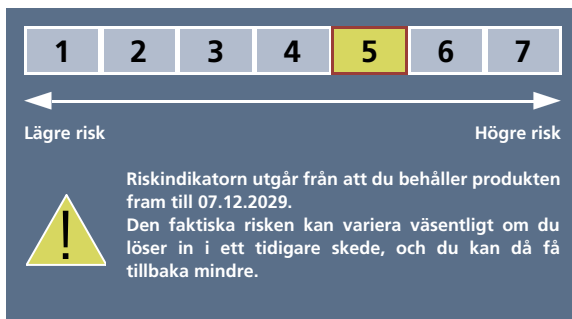 1 2 3 4 5 6 7
Lägre risk Högre risk
Riskindikatorn utgår från att du behåller produkten
fram till 07.12.2029.
Den faktiska risken kan variera väsentligt om du
löser in i ett tidigare skede, och du kan då få
tillbaka mindre.
!